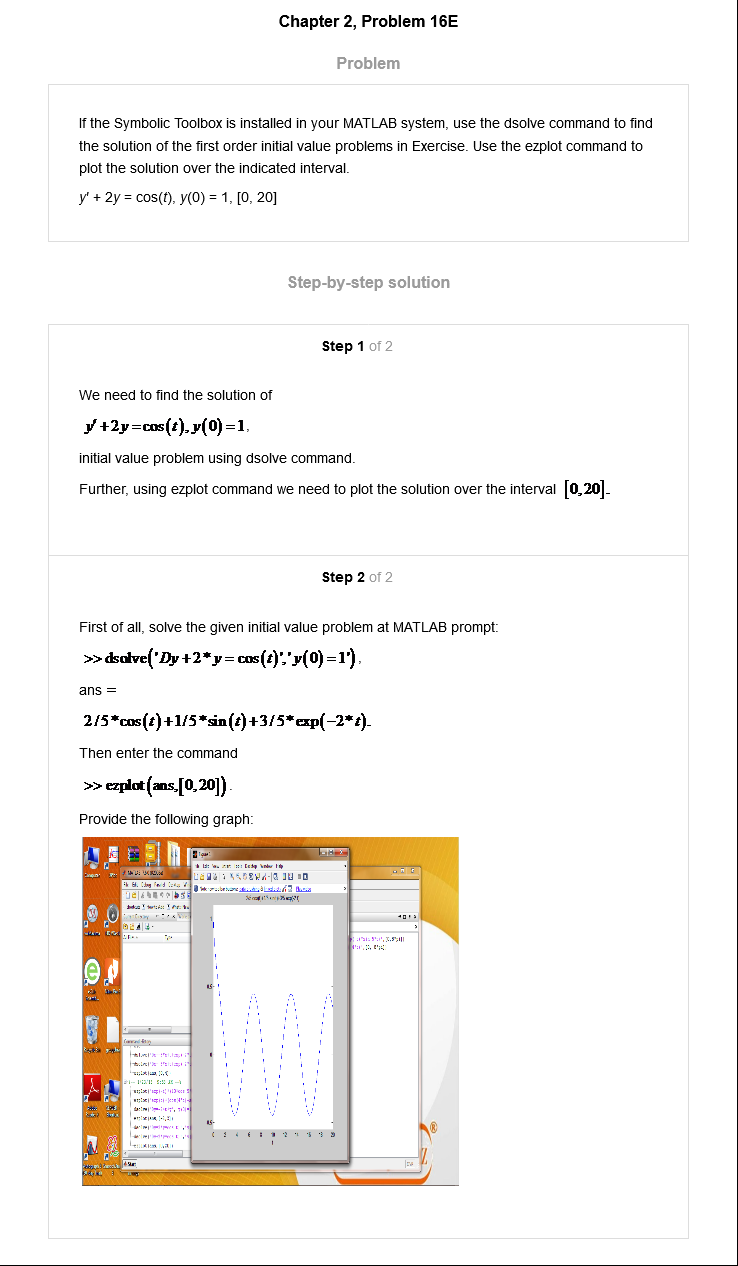 Chapter 2, Problem 16E
Problem
If the Symbolic Toolbox is installed in your MATLAB system, use the dsolve command to find
the solution of the first order initial value problems in Exercise. Use the ezplot command to
plot the solution over the indicated interval.
y' + 2y = cos(t), y(0) = 1, [0, 20]
Step-by-step solution
Step 1 of 2
We need to find the solution of
y' + 2y = cos(t), y(0) = 1,
initial value problem using dsolve command.
Further, using ezplot command we need to plot the solution over the interval [0, 20].
Step 2 of 2
First of all, solve the given initial value problem at MATLAB prompt:
>> dsolve('Dy + 2* y = cos(t)',' y(0) = 1'),
ans =
2/5*cos(t)+1/5*sin(t)+3/5*exp(-2*t).
Then enter the command
>> ezplot(ans,[0,20]).
Provide the following graph: